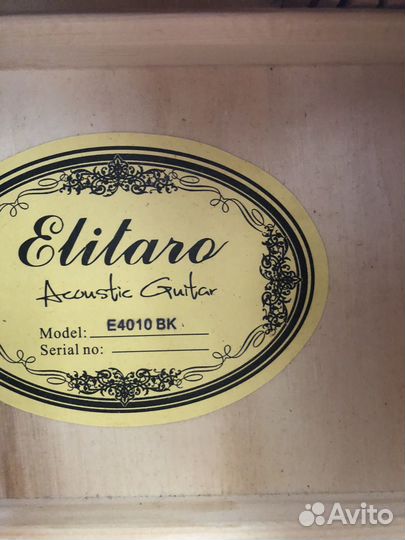 Elitaro
Acoustic Guitar
Model: E4010 BK
Serial no:
Avito